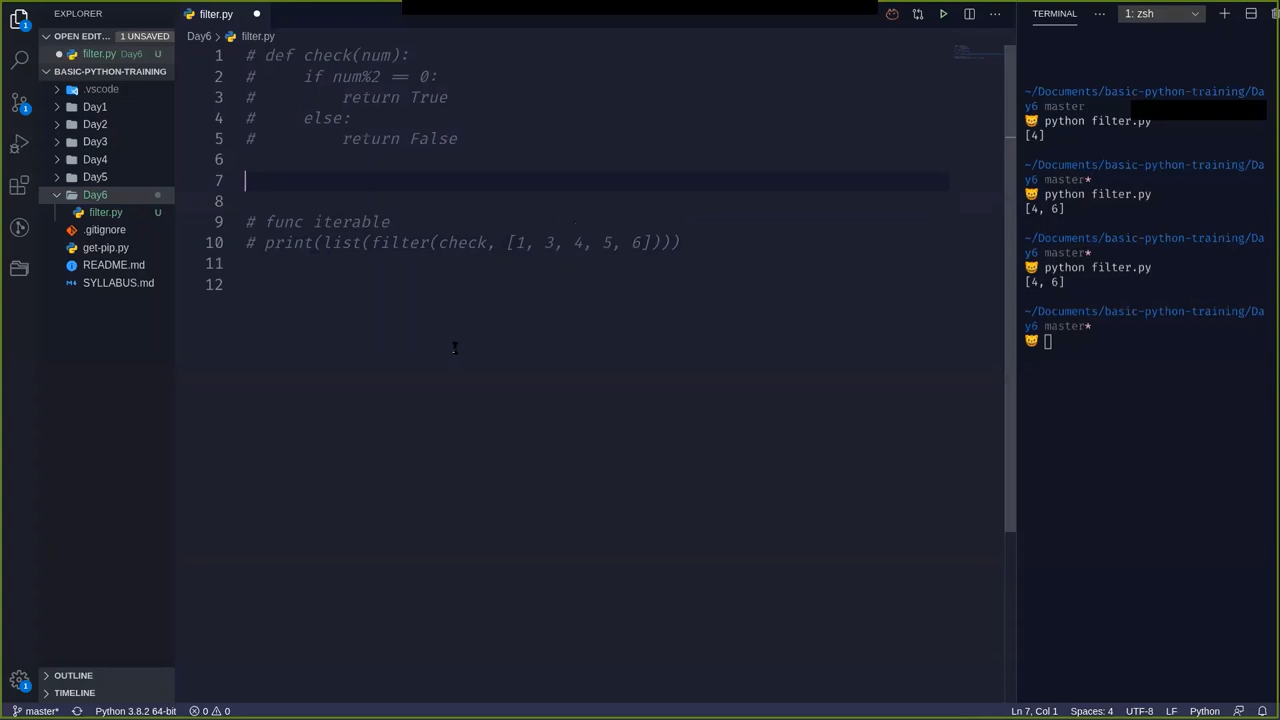 EXPLORER
OPEN EDIT... 1 UNSAVED
filter.py Day6 U
BASIC-PYTHON-TRAINING
.vscode
Day1
Day2
Day3
Day4
Day5
Day6
filter.py U
.gitignore
get-pip.py
README.md
SYLLABUS.md
OUTLINE
TIMELINE
filter.py
Day6 > filter.py
1 # def check(num):
2 #     if num%2 == 0:
3 #         return True
4 #     else:
5 #         return False
6
7
8
9 # func iterable
10 # print(list(filter(check, [1, 3, 4, 5, 6])))
11
12
TERMINAL ... 1: zsh
~/Documents/basic-python-training/Da
y6 master
python filter.py
[4]
~/Documents/basic-python-training/Da
y6 master*
python filter.py
[4, 6]
~/Documents/basic-python-training/Da
y6 master*
python filter.py
[4, 6]
~/Documents/basic-python-training/Da
y6 master*
master* Python 3.8.2 64-bit 0 0 Ln 7, Col 1 Spaces: 4 UTF-8 LF Python